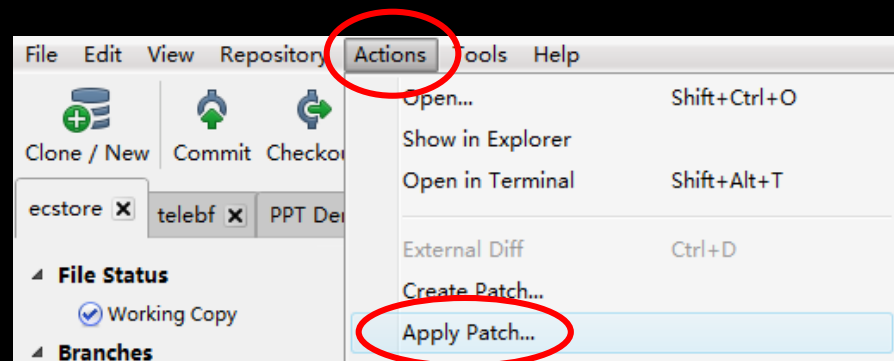 File Edit View Repository Actions Tools Help
Clone / New Commit
ecstore telebf
File Status
Working Copy
Branches
Open... Shift+Ctrl+O
Show in Explorer
Open in Terminal Shift+Alt+T
External Diff Ctrl+D
Create Patch...
Apply Patch...